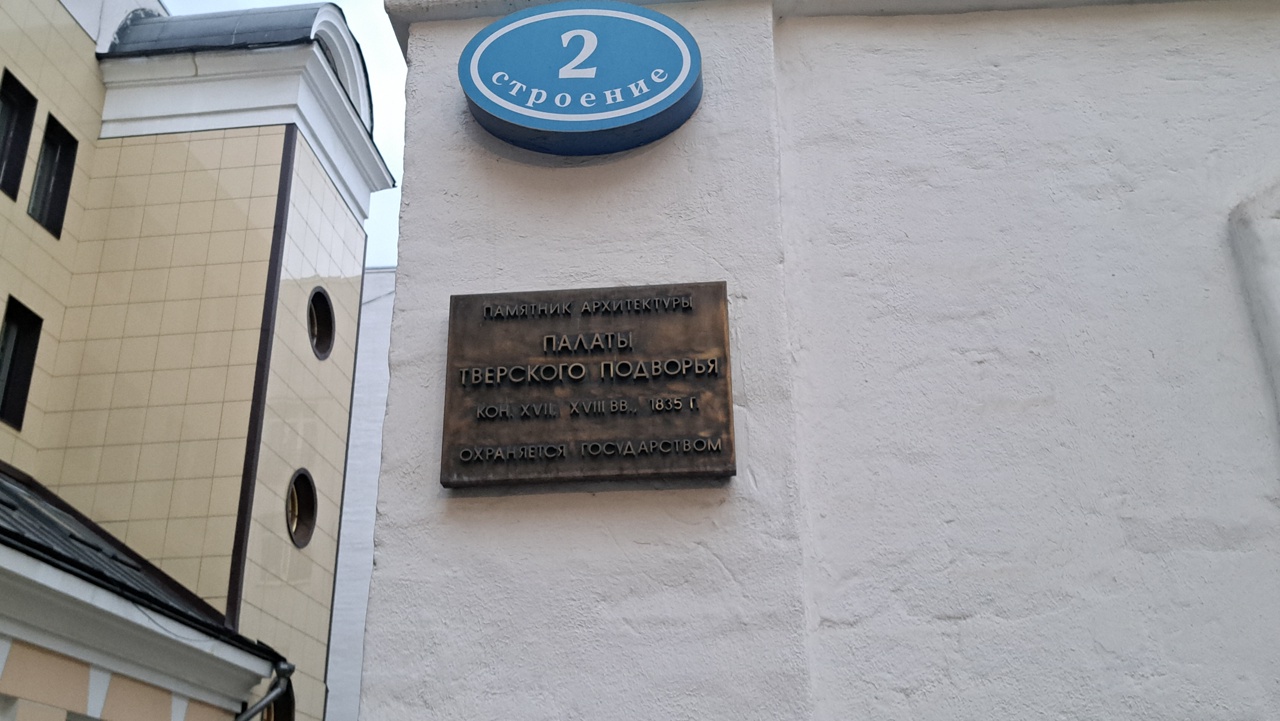 2
строение
ПАМЯТНИК АРХИТЕКТУРЫ
ПАЛАТЫ
ТВЕРСКОГО ПОДВОРЬЯ
КОН. XVII, XVIII ВВ., 1835 Г.
ОХРАНЯЕТСЯ ГОСУДАРСТВОМ